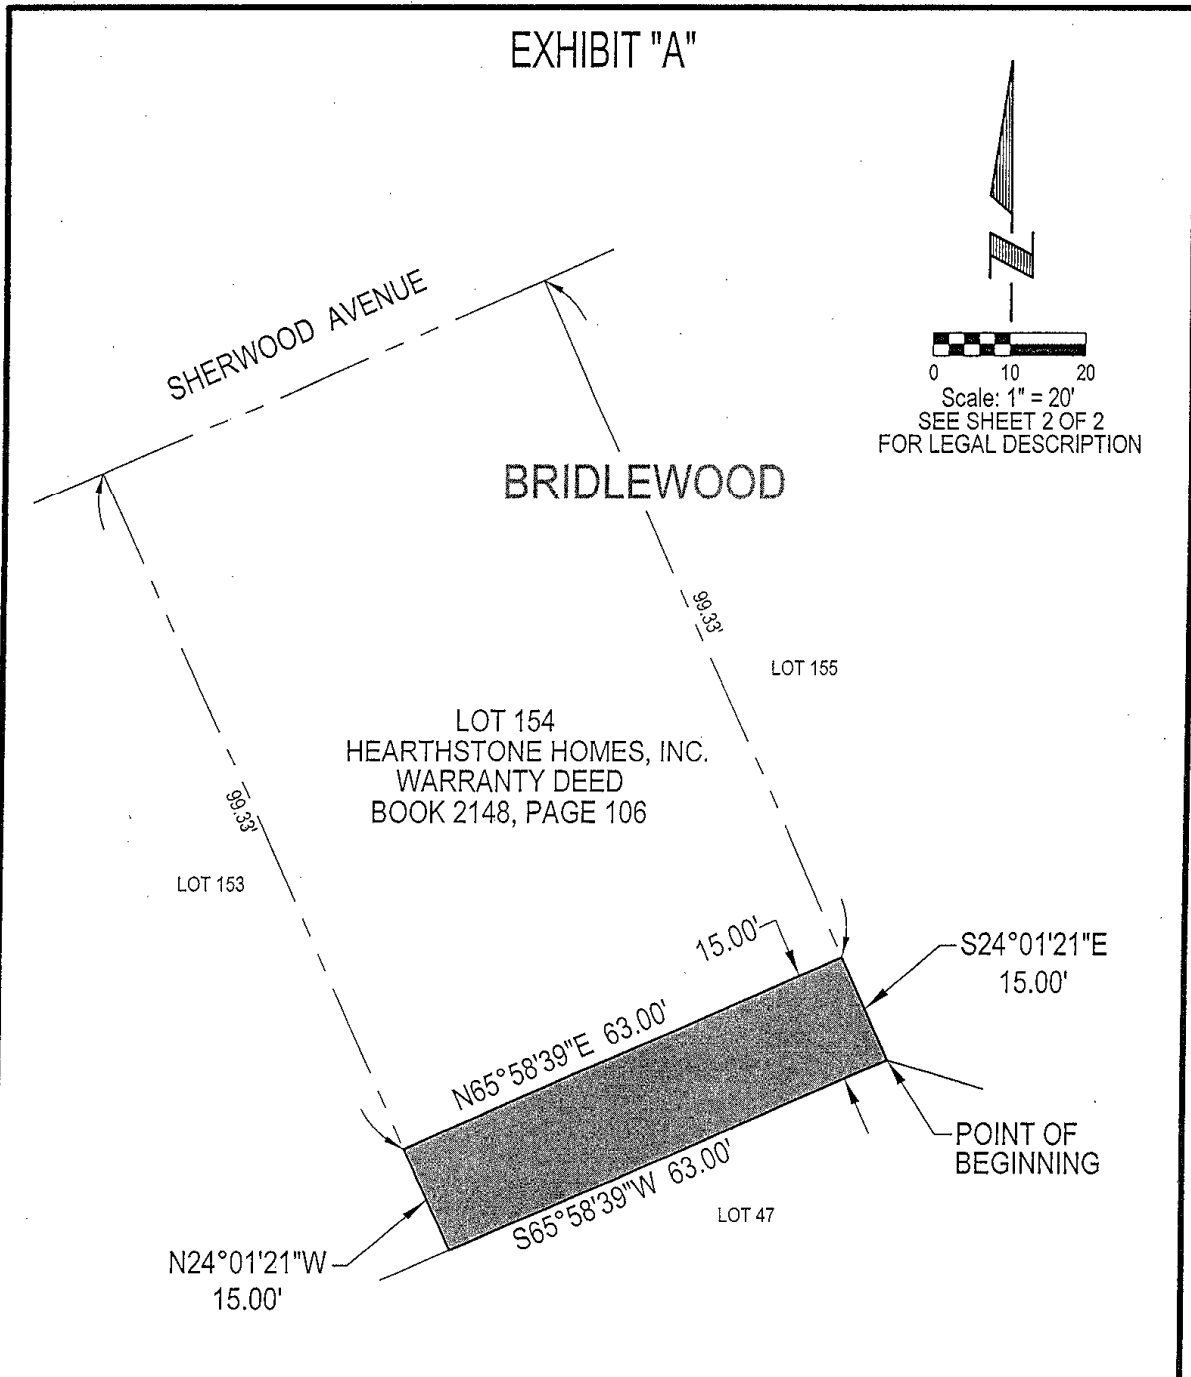 EXHIBIT "A"
0 10 20
Scale: 1" = 20'
SEE SHEET 2 OF 2
FOR LEGAL DESCRIPTION
SHERWOOD AVENUE
BRIDLEWOOD
99.33'
LOT 155
LOT 154
HEARTHSTONE HOMES, INC.
WARRANTY DEED
BOOK 2148, PAGE 106
99.33'
LOT 153
15.00'
S24°01'21"E
15.00'
N65°58'39"E 63.00'
POINT OF
BEGINNING
S65°58'39"W 63.00'
LOT 47
N24°01'21"W
15.00'